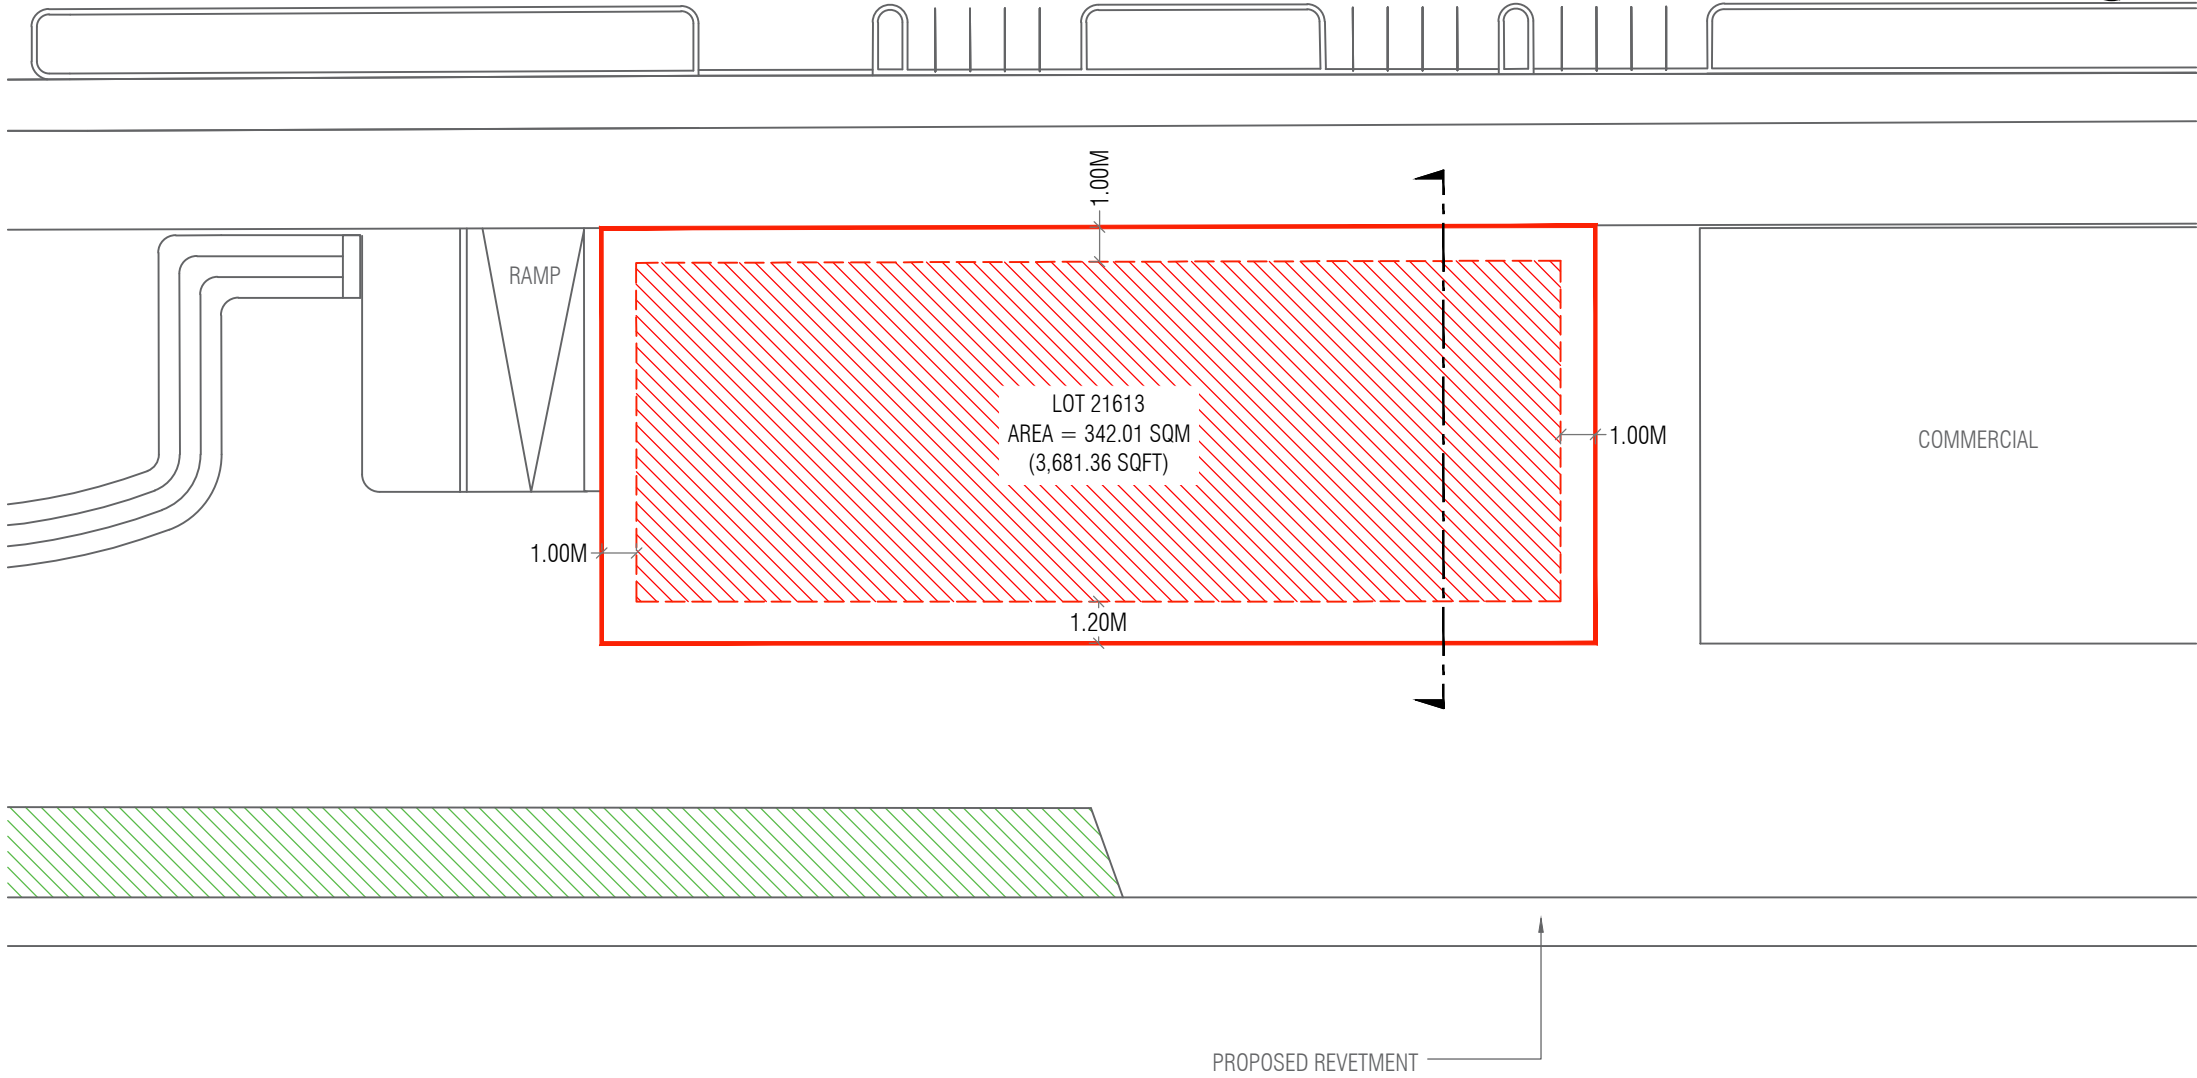 1.00M
RAMP
LOT 21613
AREA = 342.01 SQM
(3,681.36 SQFT)
1.00M
COMMERCIAL
1.00M
1.20M
PROPOSED REVETMENT